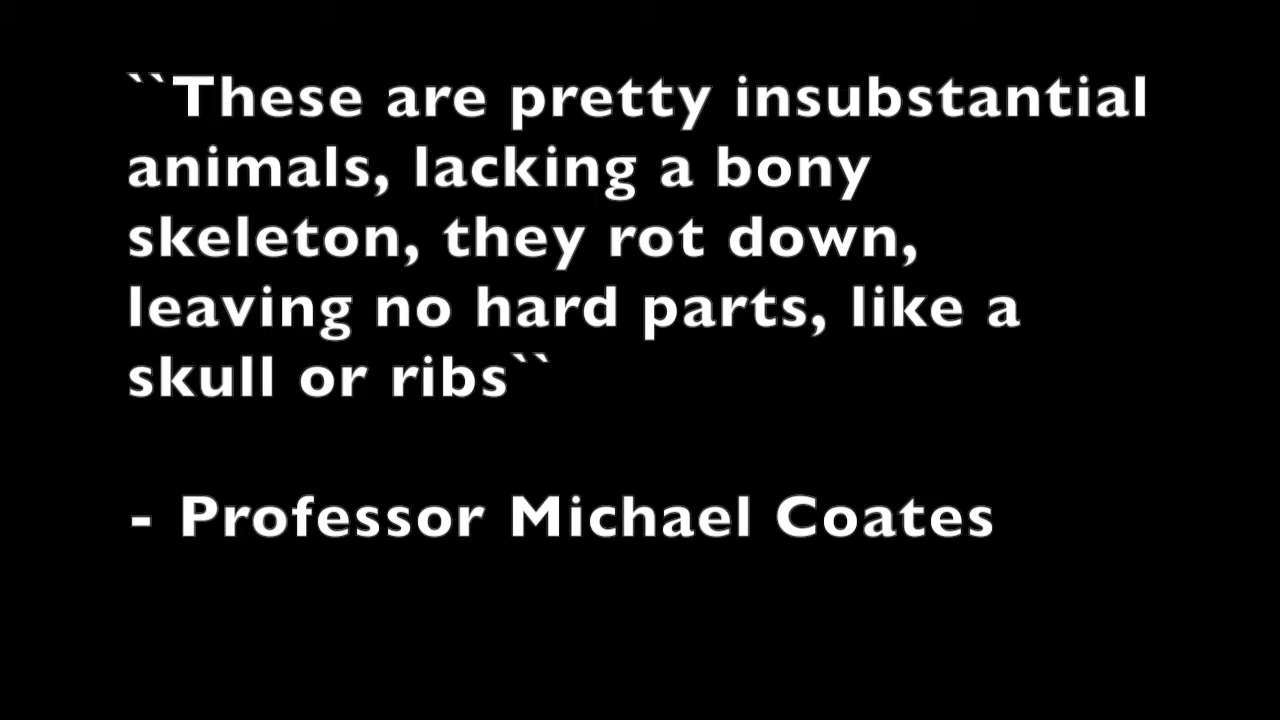 ``These are pretty insubstantial
animals, lacking a bony
skeleton, they rot down,
leaving no hard parts, like a
skull or ribs``
- Professor Michael Coates